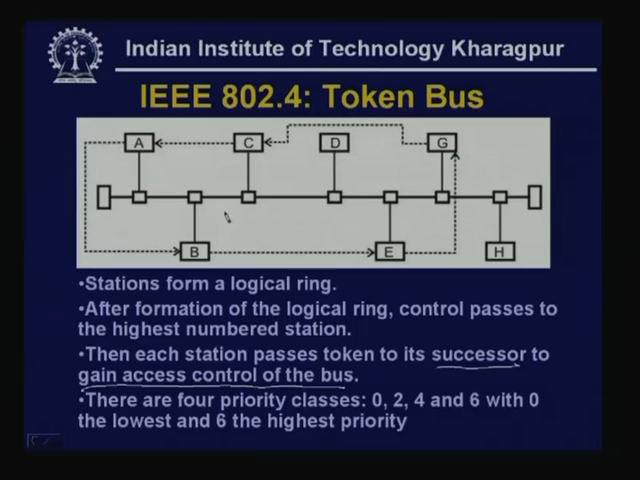 Indian Institute of Technology Kharagpur
IEEE 802.4: Token Bus
A C D G
B E H
•Stations form a logical ring.
•After formation of the logical ring, control passes to
the highest numbered station.
•Then each station passes token to its successor to
gain access control of the bus.
•There are four priority classes: 0, 2, 4 and 6 with 0
the lowest and 6 the highest priority